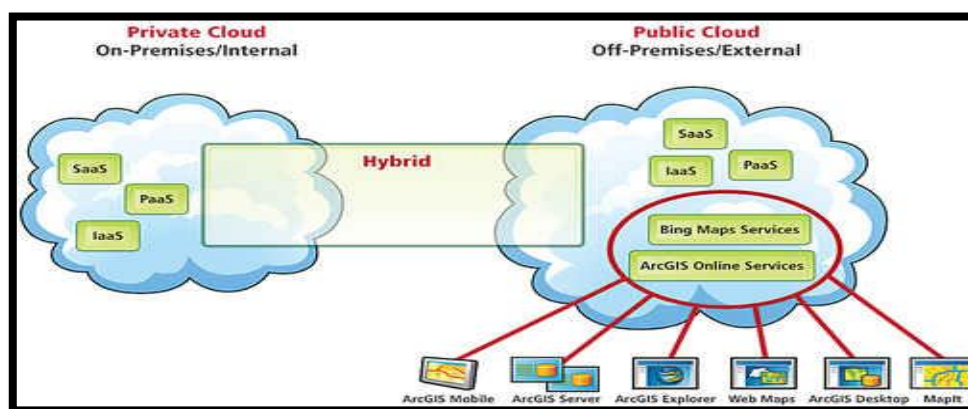 Private Cloud
On-Premises/Internal
Public Cloud
Off-Premises/External
SaaS
PaaS
IaaS
Hybrid
SaaS
IaaS
PaaS
Bing Maps Services
ArcGIS Online Services
ArcGIS Mobile
ArcGIS Server
ArcGIS Explorer
Web Maps
ArcGIS Desktop
MapIt